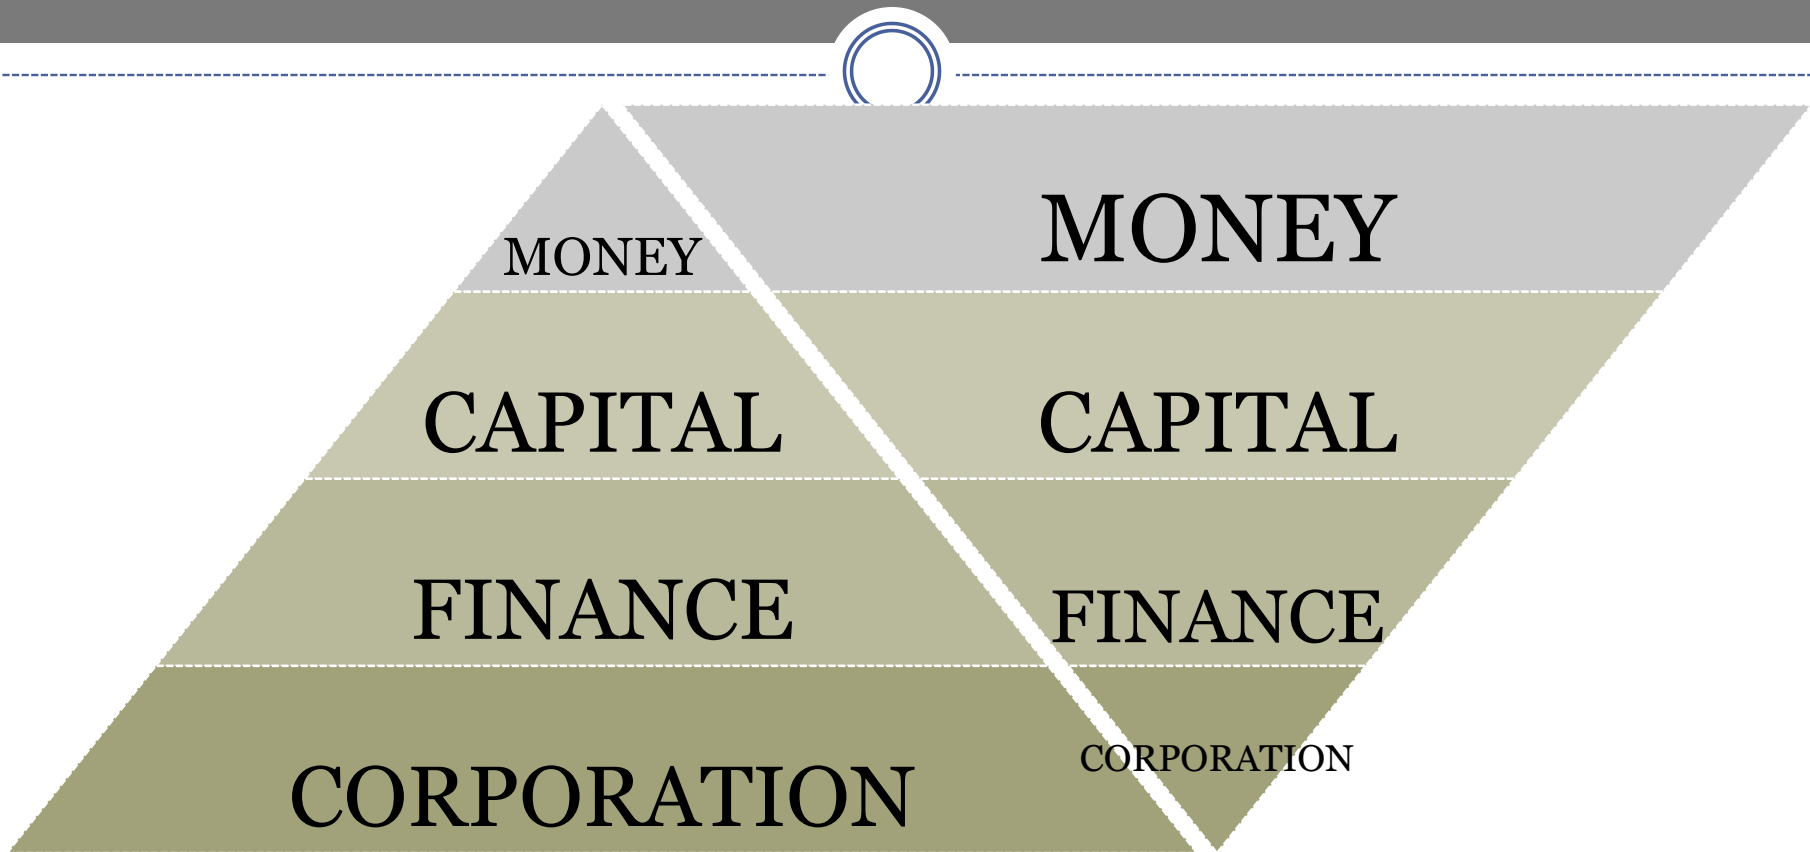 MONEY
CAPITAL
FINANCE
CORPORATION
MONEY
CAPITAL
FINANCE
CORPORATION